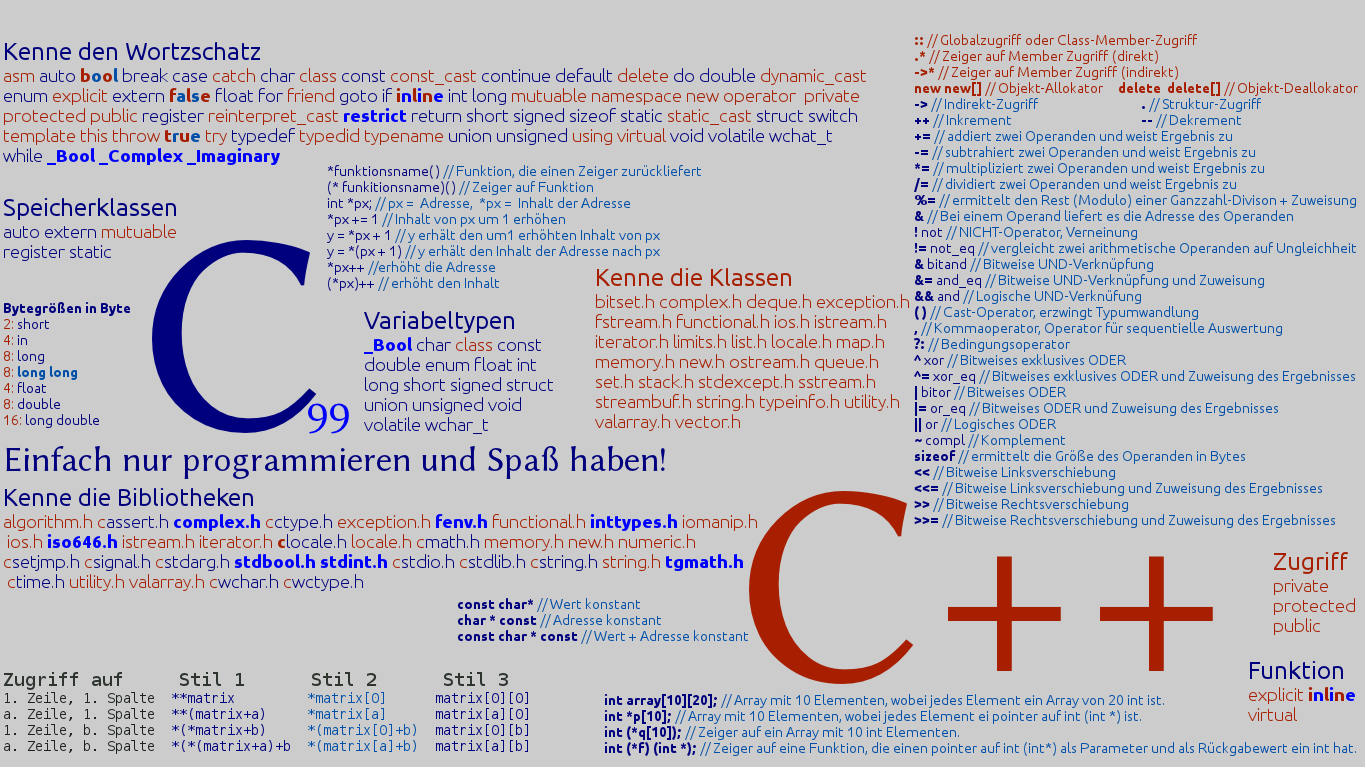 Kenne den Wortzschatz
asm auto bool break case catch char class const const_cast continue default delete do double dynamic_cast
enum explicit extern false float for friend goto if inline int long mutuable namespace new operator private
protected public register reinterpret_cast restrict return short signed sizeof static static_cast struct switch
template this throw true try typedef typedid typename union unsigned using virtual void volatile wchat_t
while _Bool _Complex _Imaginary
Speicherklassen
auto extern mutuable
register static
Bytegrößen in Byte
2: short
4: in
8: long
8: long long
4: float
8: double
16: long double
*funktionsname( ) // Funktion, die einen Zeiger zurückliefert
(* funkitionsname)( ) // Zeiger auf Funktion
int *px; // px = Adresse, *px = Inhalt der Adresse
*px += 1 // Inhalt von px um 1 erhöhen
y = *px + 1 // y erhält den um1 erhöhten Inhalt von px
y = *(px + 1) // y erhält den Inhalt der Adresse nach px
*px++ //erhöht die Adresse
(*px)++ // erhöht den Inhalt
C 99
Variabeltypen
_Bool char class const
double enum float int
long short signed struct
union unsigned void
volatile wchar_t
Kenne die Klassen
bitset.h complex.h deque.h exception.h
fstream.h functional.h ios.h istream.h
iterator.h limits.h list.h locale.h map.h
memory.h new.h ostream.h queue.h
set.h stack.h stdexcept.h sstream.h
streambuf.h string.h typeinfo.h utility.h
valarray.h vector.h
:: // Globalzugriff oder Class-Member-Zugriff
.* // Zeiger auf Member Zugriff (direkt)
->* // Zeiger auf Member Zugriff (indirekt)
new new[] // Objekt-Allokator delete delete[] // Objekt-Deallokator
-> // Indirekt-Zugriff . // Struktur-Zugriff
++ // Inkrement -- // Dekrement
+= // addiert zwei Operanden und weist Ergebnis zu
-= // subtrahiert zwei Operanden und weist Ergebnis zu
*= // multipliziert zwei Operanden und weist Ergebnis zu
/= // dividiert zwei Operanden und weist Ergebnis zu
%= // ermittelt den Rest (Modulo) einer Ganzzahl-Divison + Zuweisung
& // Bei einem Operand liefert es die Adresse des Operanden
! not // NICHT-Operator, Verneinung
!= not_eq // vergleicht zwei arithmetische Operanden auf Ungleichheit
& bitand // Bitweise UND-Verknüpfung
&= and_eq // Bitweise UND-Verknüpfung und Zuweisung
&& and // Logische UND-Verknüfung
( ) // Cast-Operator, erzwingt Typumwandlung
, // Kommaoperator, Operator für sequentielle Auswertung
?: // Bedingungsoperator
^ xor // Bitweises exklusives ODER
^= xor_eq // Bitweises exklusives ODER und Zuweisung des Ergebnisses
| bitor // Bitweises ODER
|= or_eq // Bitweises ODER und Zuweisung des Ergebnisses
|| or // Logisches ODER
~ compl // Komplement
sizeof // ermittelt die Größe des Operanden in Bytes
<< // Bitweise Linksverschiebung
<<= // Bitweise Linksverschiebung und Zuweisung des Ergebnisses
>> // Bitweise Rechtsverschiebung
>>= // Bitweise Rechtsverschiebung und Zuweisung des Ergebnisses
Einfach nur programmieren und Spaß haben!
Kenne die Bibliotheken
algorithm.h cassert.h complex.h cctype.h exception.h fenv.h functional.h inttypes.h iomanip.h
ios.h iso646.h istream.h iterator.h clocale.h locale.h cmath.h memory.h new.h numeric.h
csetjmp.h csignal.h cstdarg.h stdbool.h stdint.h cstdio.h cstdlib.h cstring.h string.h tgmath.h
ctime.h utility.h valarray.h cwchar.h cwctype.h
const char* // Wert konstant
char * const // Adresse konstant
const char * const // Wert + Adresse konstant
C++
Zugriff
private
protected
public
Funktion
explicit inline
virtual
Zugriff auf Stil 1 Stil 2 Stil 3
1. Zeile, 1. Spalte **matrix *matrix[0] matrix[0][0]
a. Zeile, 1. Spalte **(matrix+a) *matrix[a] matrix[a][0]
1. Zeile, b. Spalte *(*matrix+b) *(matrix[0]+b) matrix[0][b]
a. Zeile, b. Spalte *(*(matrix+a)+b *(matrix[a]+b) matrix[a][b]
int array[10][20]; // Array mit 10 Elementen, wobei jedes Element ein Array von 20 int ist.
int *p[10]; // Array mit 10 Elementen, wobei jedes Element ei pointer auf int (int *) ist.
int (*q[10]); // Zeiger auf ein Array mit 10 int Elementen.
int (*f) (int *); // Zeiger auf eine Funktion, die einen pointer auf int (int*) als Parameter und als Rückgabewert ein int hat.